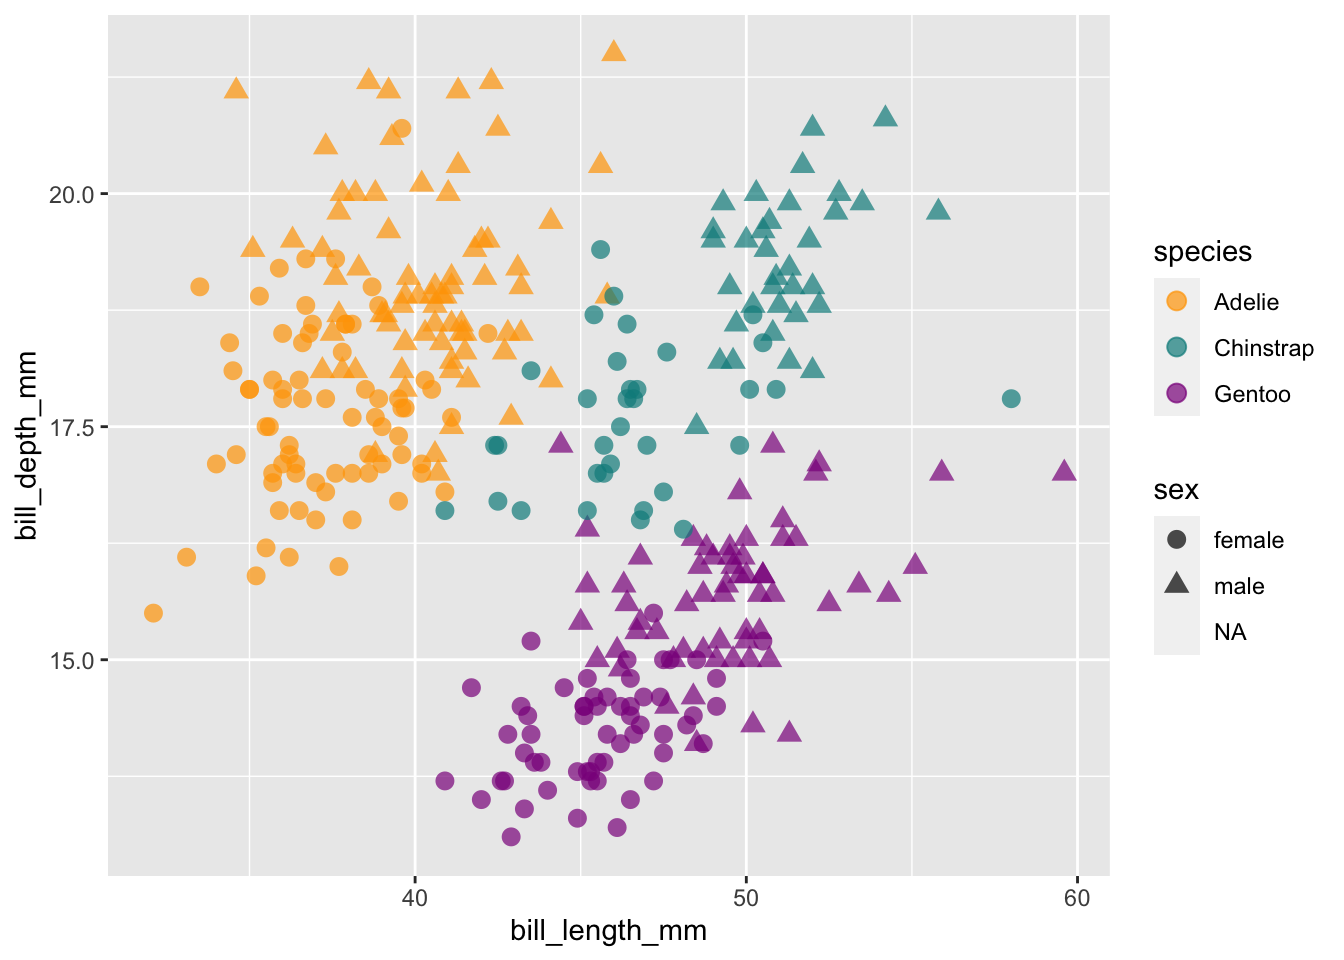 20.0
17.5
15.0
bill_depth_mm
40
50
60
bill_length_mm
species
Adelie
Chinstrap
Gentoo
sex
female
male
NA